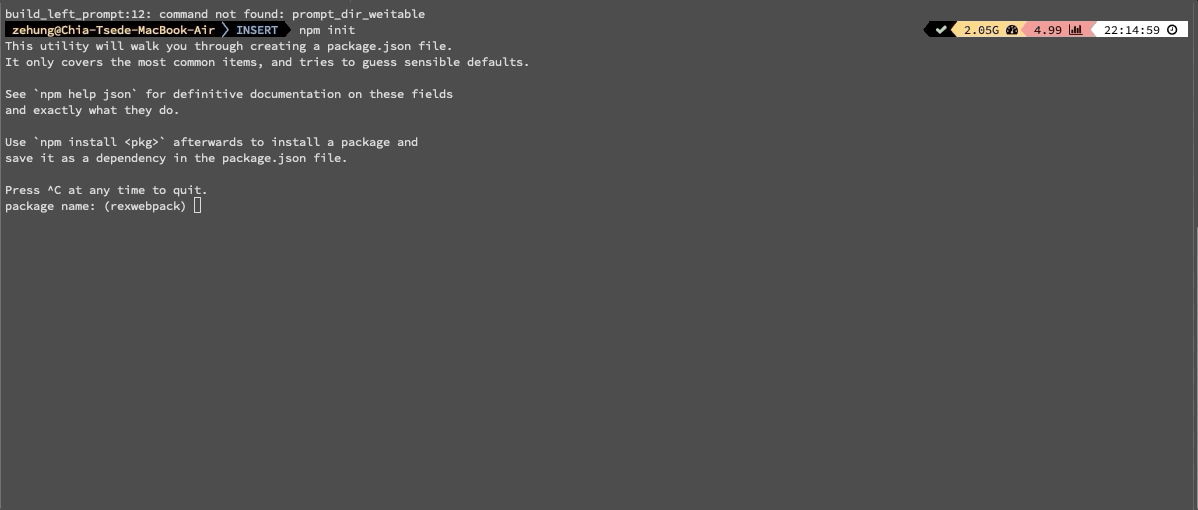 build_left_prompt:12: command not found: prompt_dir_weitable
zehung@Chia-Tsede-MacBook-Air INSERT npm init 2.05G 4.99 22:14:59
This utility will walk you through creating a package.json file.
It only covers the most common items, and tries to guess sensible defaults.
See `npm help json` for definitive documentation on these fields
and exactly what they do.
Use `npm install <pkg>` afterwards to install a package and
save it as a dependency in the package.json file.
Press ^C at any time to quit.
package name: (rexwebpack)